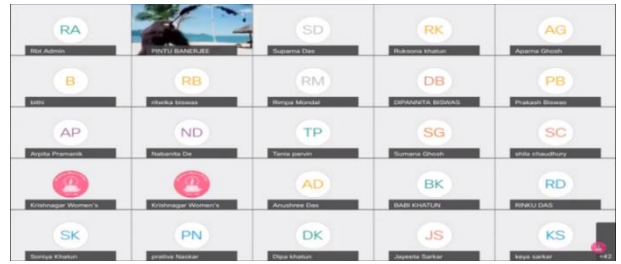 RA PINTU BANERJEE SD RK AG
Rbt Admin Suparna Das Ruksona khatun Aparna Ghosh
B RB RM DB PB
bithi ritwika biswas Rimpa Mondal DIPANNITA BISWAS Prakash Biswas
AP ND TP SG SC
Arpita Pramanik Nabanita De Tania parvin Sumana Ghosh shila chaudhury
AD BK RD
Krishnagar Women's Krishnagar Women's Anushree Das BABI KHATUN RINKU DAS
SK PN DK JS KS
Soniya Khatun prativa Naskar Dipa khatun Jayeeta Sarkar keya sarkar +43